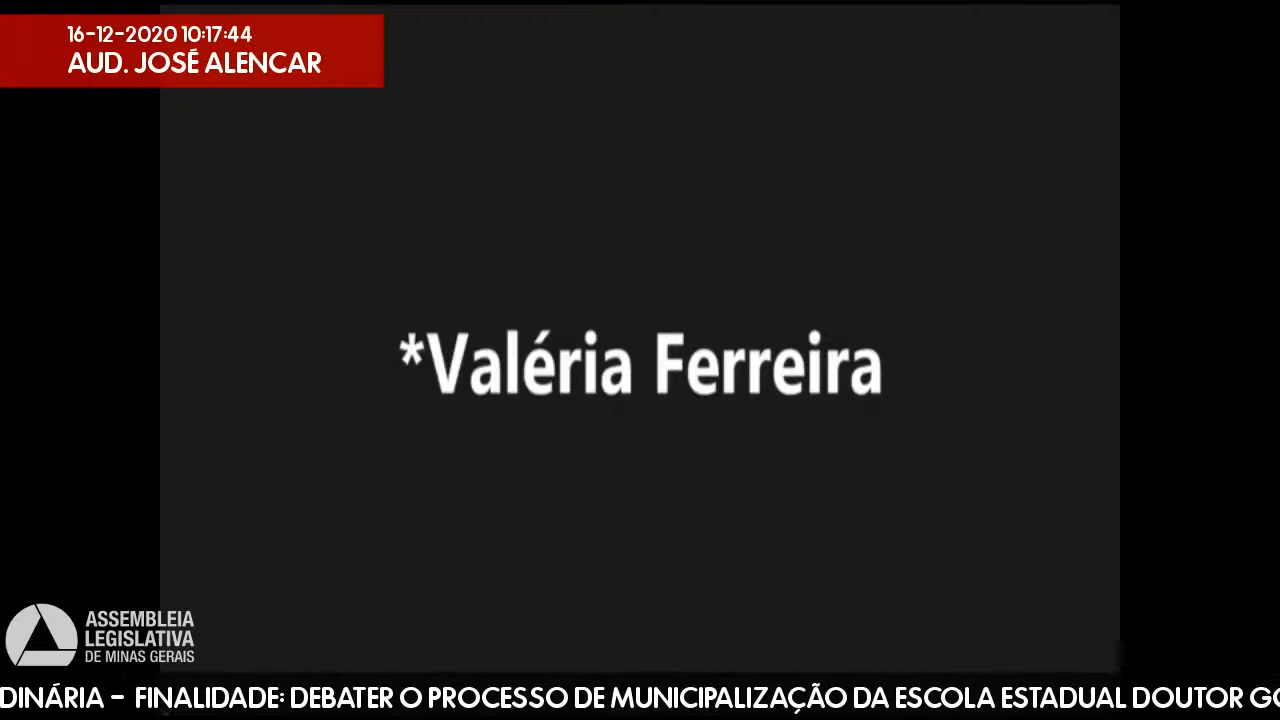 16-12-2020 10:17:44
AUD. JOSÉ ALENCAR
*Valéria Ferreira
ASSEMBLEIA
LEGISLATIVA
DE MINAS GERAIS
DINÁRIA - FINALIDADE: DEBATER O PROCESSO DE MUNICIPALIZAÇÃO DA ESCOLA ESTADUAL DOUTOR GO